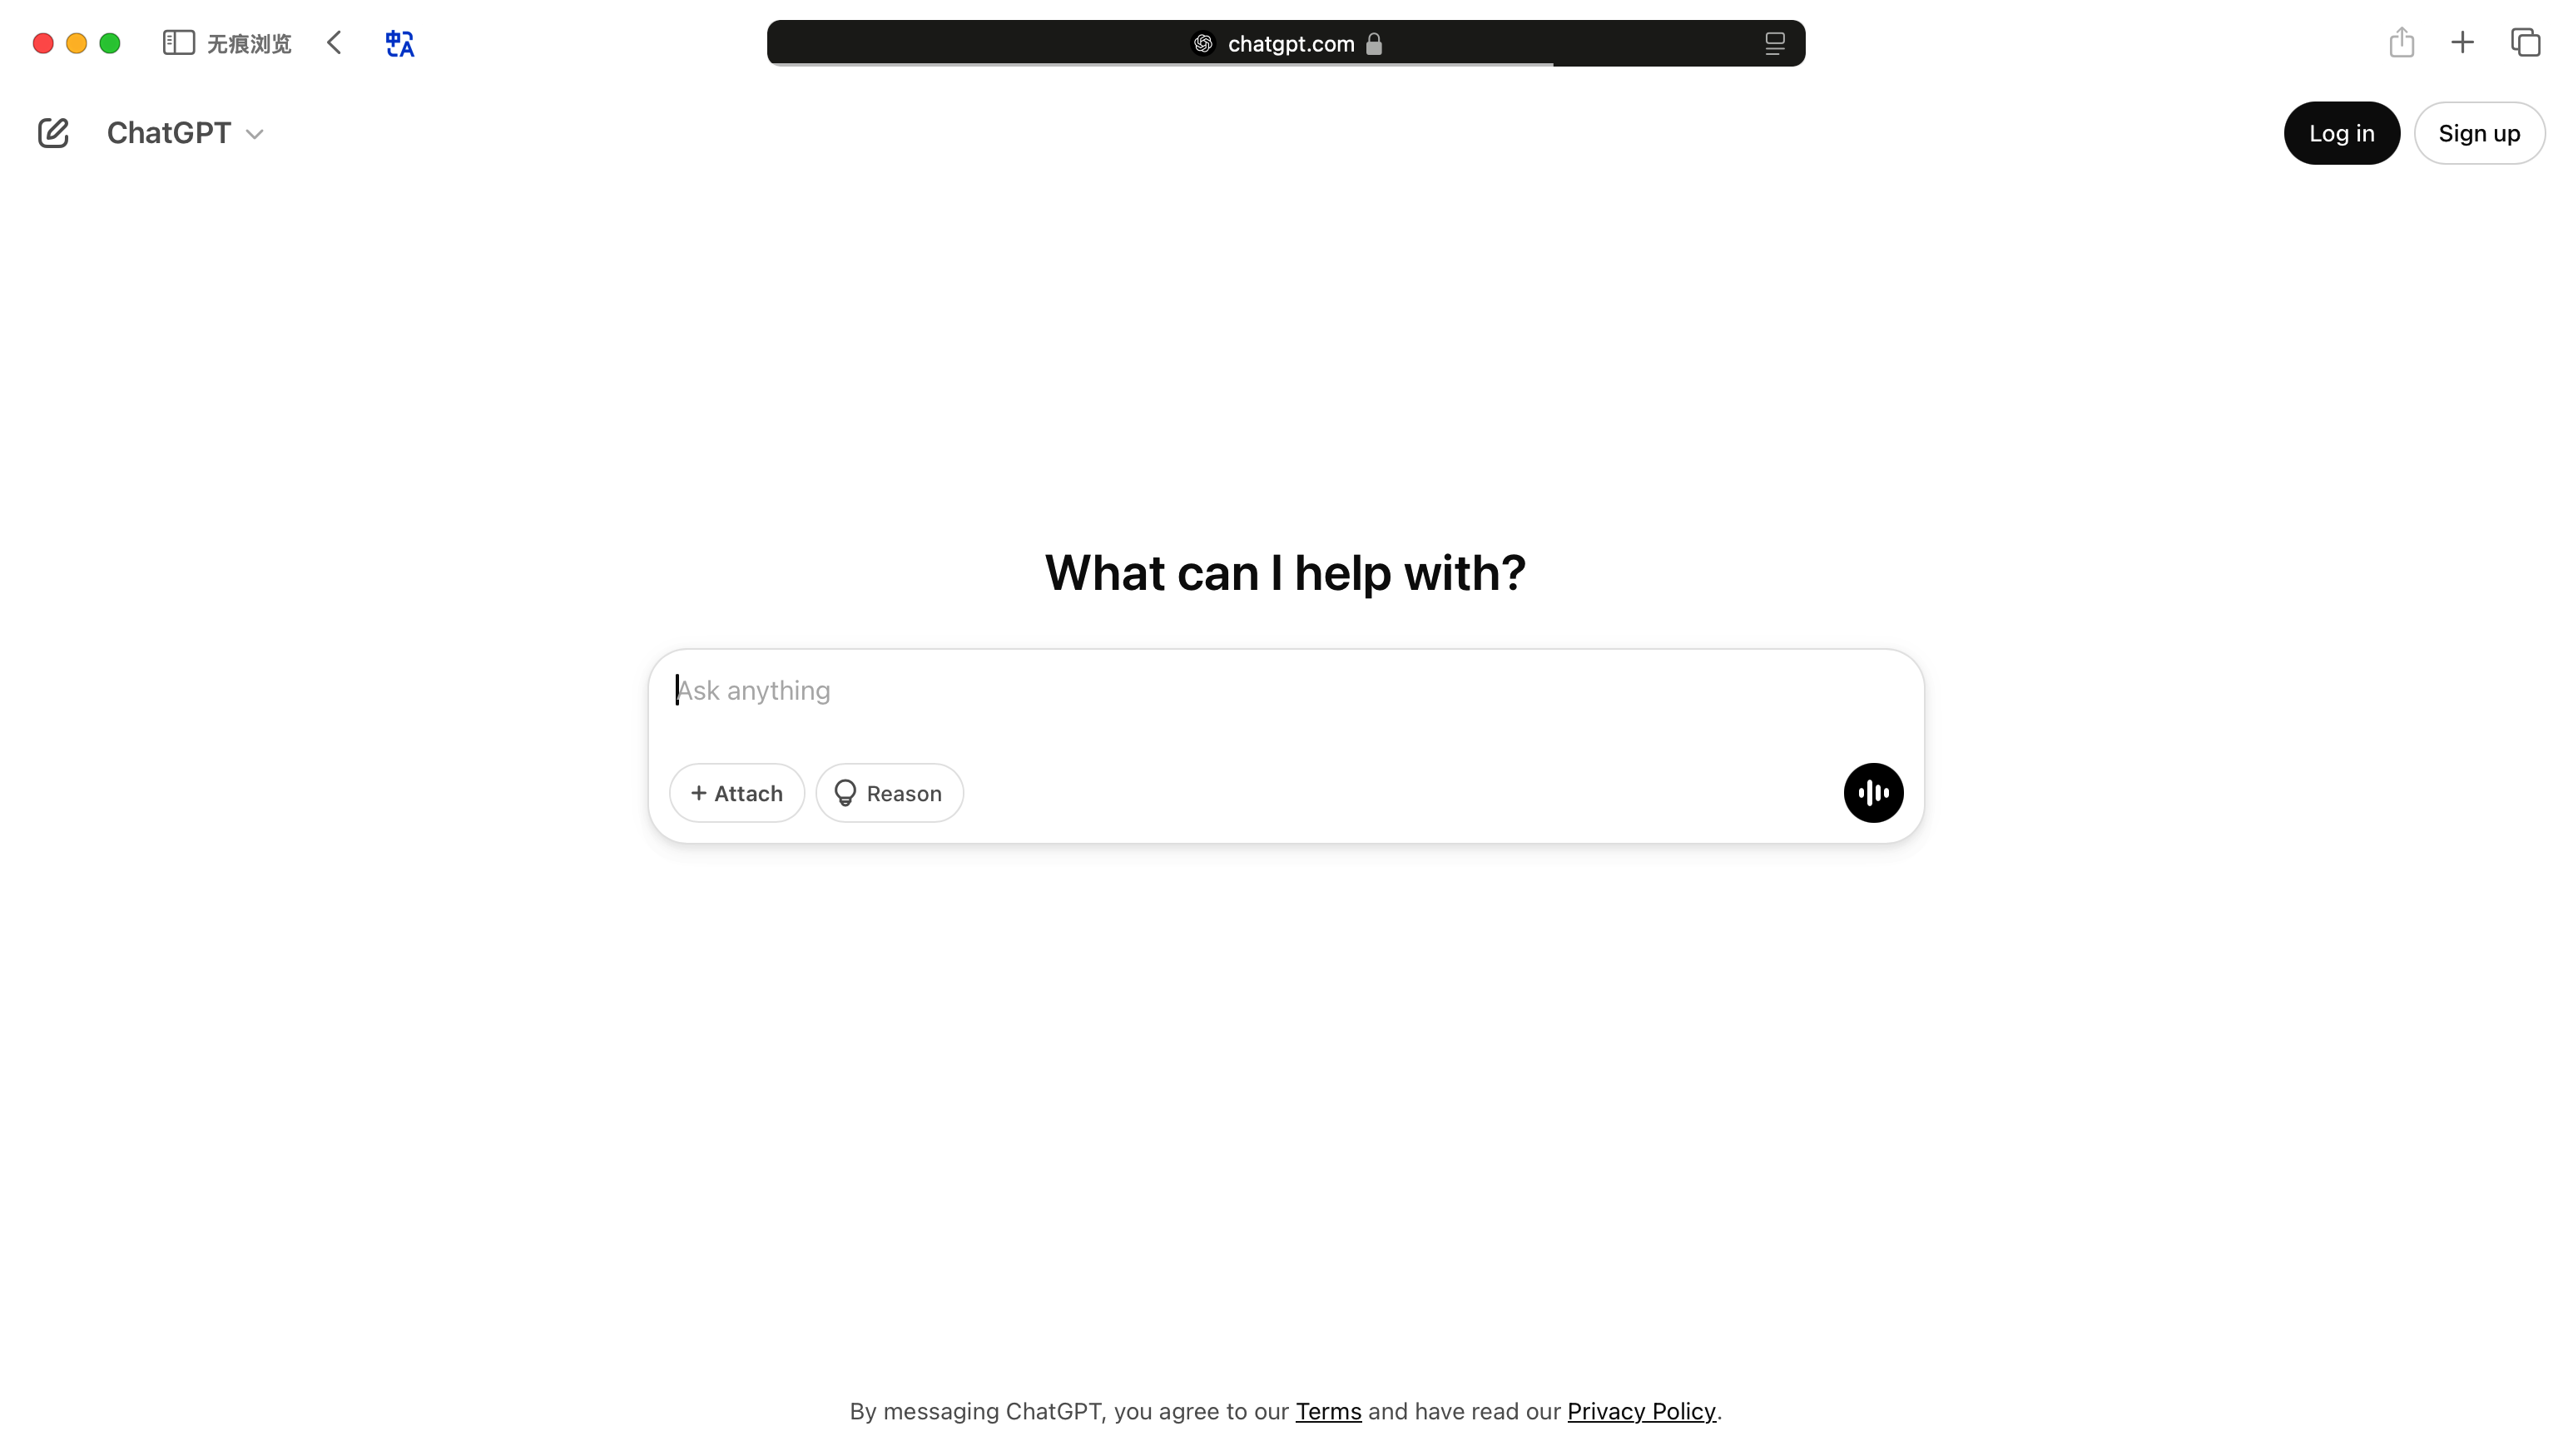 无痕浏览
chatgpt.com
ChatGPT
Log in
Sign up
What can I help with?
Ask anything
Attach
Reason
By messaging ChatGPT, you agree to our Terms and have read our Privacy Policy.